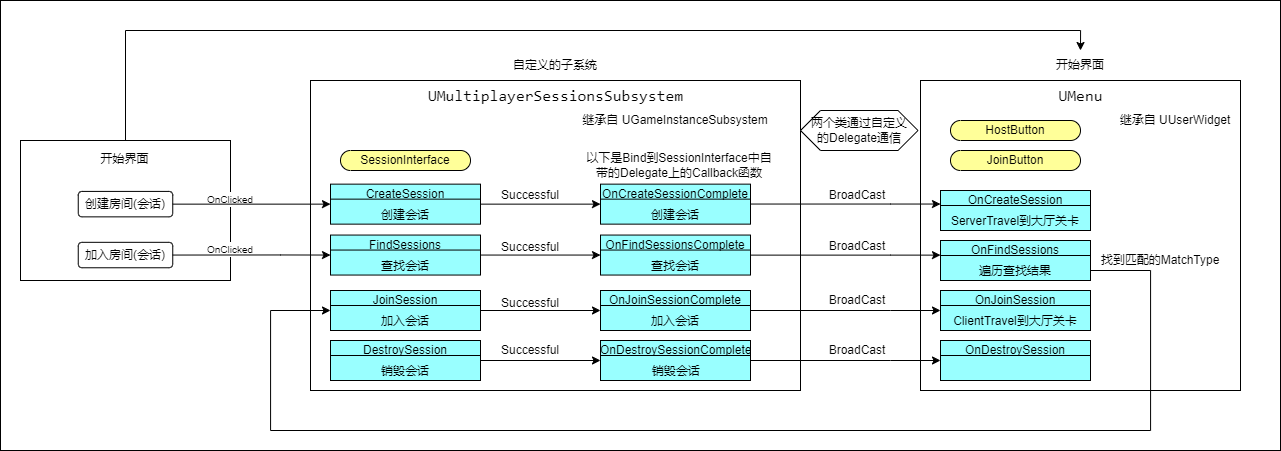 自定义的子系统
开始界面
UMultiplayerSessionsSubsystem
UMenu
继承自 UGameInstanceSubsystem
两个类通过自定义
的Delegate通信
继承自 UUserWidget
HostButton
JoinButton
开始界面
SessionInterface
以下是Bind到SessionInterface中自
带的Delegate上的Callback函数
创建房间(会话)
OnClicked
CreateSession
创建会话
Successful
OnCreateSessionComplete
创建会话
BroadCast
OnCreateSession
ServerTravel到大厅关卡
加入房间(会话)
OnClicked
FindSessions
查找会话
Successful
OnFindSessionsComplete
查找会话
BroadCast
OnFindSessions
遍历查找结果
找到匹配的MatchType
JoinSession
加入会话
Successful
OnJoinSessionComplete
加入会话
BroadCast
OnJoinSession
ClientTravel到大厅关卡
DestroySession
销毁会话
Successful
OnDestroySessionComplete
销毁会话
BroadCast
OnDestroySession